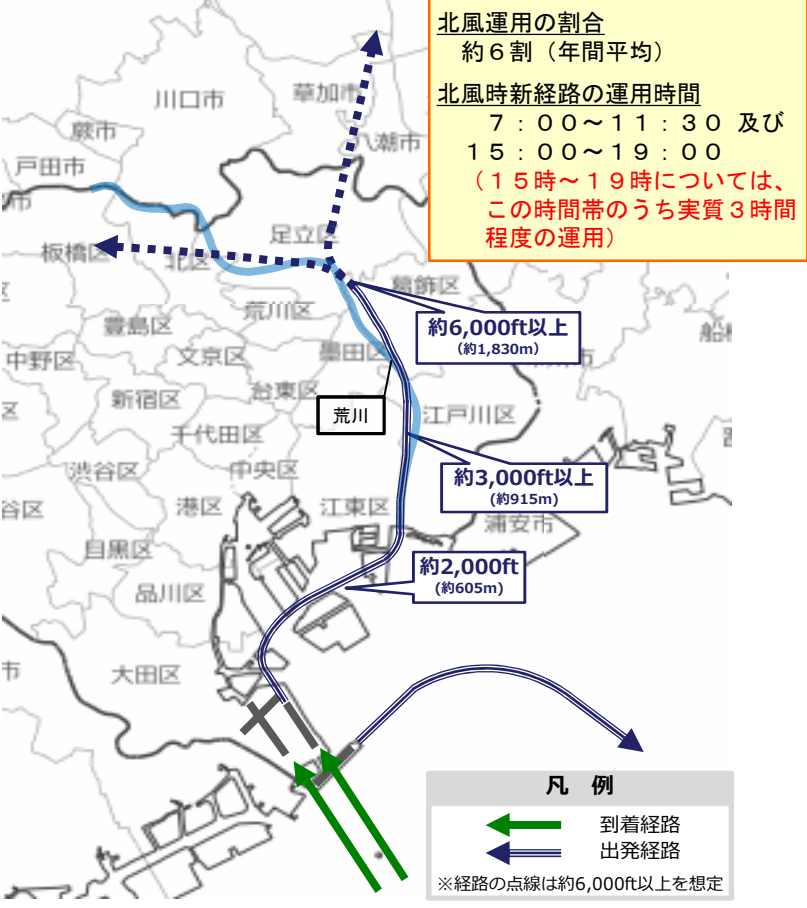 北風運用の割合
約６割（年間平均）
北風時新経路の運用時間
７：００～１１：３０ 及び
１５：００～１９：００
（１５時～１９時については、
この時間帯のうち実質３時間
程度の運用）
川口市
草加市
蕨市
八潮市
戸田市
足立区
板橋区
北区
葛飾区
荒川区
約6,000ft以上
(約1,830m)
豊島区
船
中野区
文京区
墨田区
市
台東区
新宿区
荒川
江戸川区
区
千代田区
渋谷区
中央区
約3,000ft以上
(約915m)
谷区
港区
江東区
浦安市
目黒区
約2,000ft
(約605m)
品川区
市
大田区
凡 例
到着経路
出発経路
※経路の点線は約6,000ft以上を想定